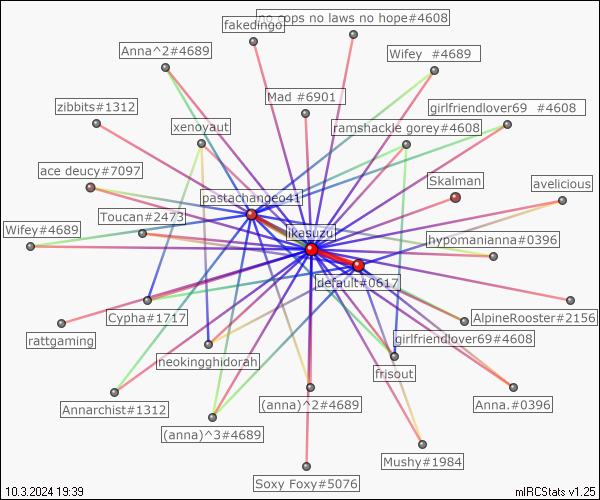 no cops no laws no hope#4608
fakedingo
Anna^2#4689
Wifey #4689
Mad #6901
zibbits#1312
girlfriendlover69 #4608
xenoyaut
ramshackle gorey#4608
ace deucy#7097
Skalman
pastachangeo41
avelicious
Toucan#2473
Wifey#4689
likesuzu
hypomanianna#0396
default#0617
Cypha#1717
AlpineRooster#2156
rattgaming
girlfriendlover69#4608
neokingghidorah
frisout
Annarchist#1312
(anna)^2#4689
Anna.#0396
(anna)^3#4689
Mushy#1984
Soxy Foxy#5076
10.3.2024 19:39
mIRCStats v1.25